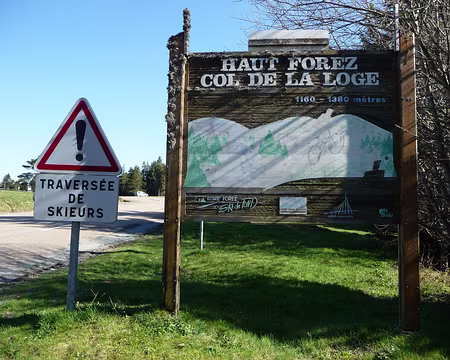 HAUT FOREZ
COL DE LA LOGE
1160 - 1380 mètres
!
TRAVERSÉE
DE
SKIEURS